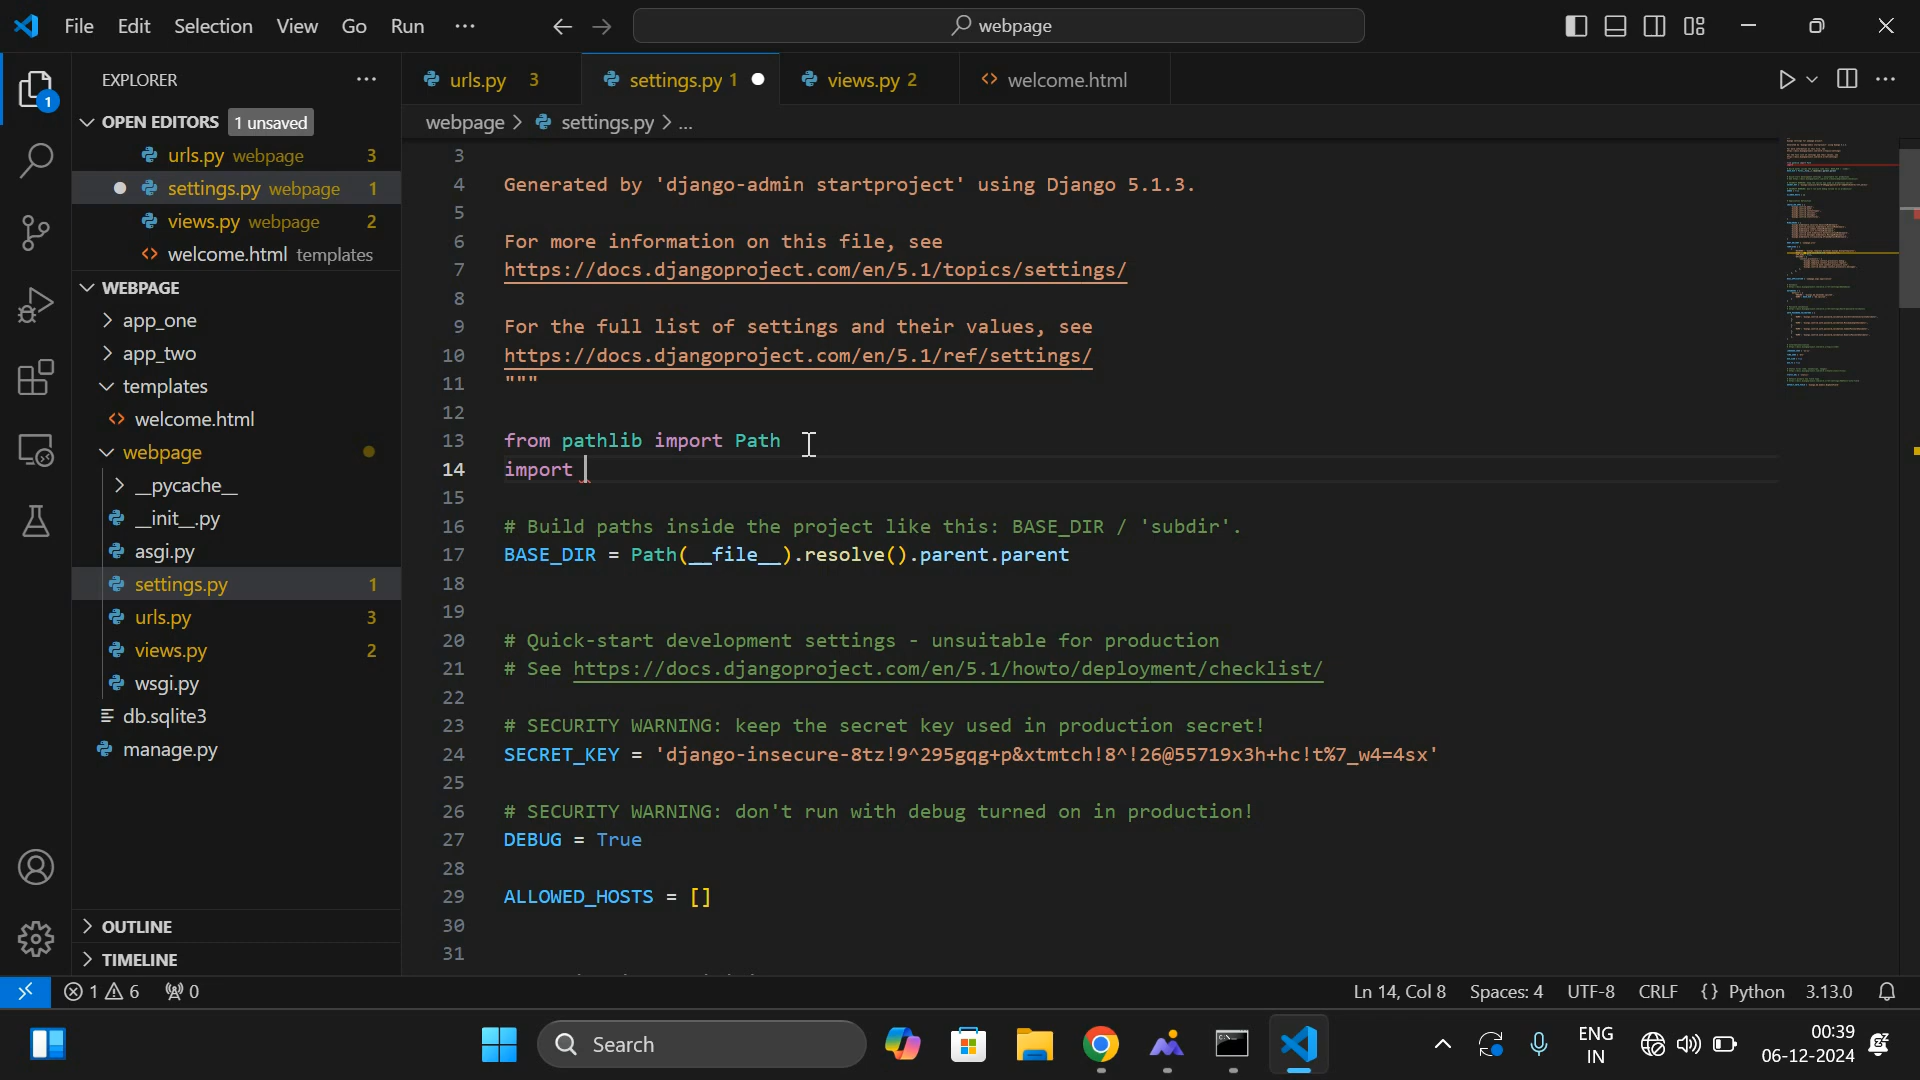 File Edit Selection View Go Run ··· webpage
EXPLORER
OPEN EDITORS 1 unsaved
urls.py webpage 3
settings.py webpage 1
views.py webpage 2
welcome.html templates
WEBPAGE
app_one
app_two
templates
welcome.html
webpage
__pycache__
__init__.py
asgi.py
settings.py 1
urls.py 3
views.py 2
wsgi.py
db.sqlite3
manage.py
OUTLINE
TIMELINE
1
urls.py 3 settings.py 1 views.py 2 welcome.html
webpage > settings.py > ...
3
4 Generated by 'django-admin startproject' using Django 5.1.3.
5
6 For more information on this file, see
7 https://docs.djangoproject.com/en/5.1/topics/settings/
8
9 For the full list of settings and their values, see
10 https://docs.djangoproject.com/en/5.1/ref/settings/
11 """
12
13 from pathlib import Path
14 import
15
16 # Build paths inside the project like this: BASE_DIR / 'subdir'.
17 BASE_DIR = Path(__file__).resolve().parent.parent
18
19
20 # Quick-start development settings - unsuitable for production
21 # See https://docs.djangoproject.com/en/5.1/howto/deployment/checklist/
22
23 # SECURITY WARNING: keep the secret key used in production secret!
24 SECRET_KEY = 'django-insecure-8tz!9^295gqg+p&xtmtch!8^!26@55719x3h+hc!t%7_w4=4sx'
25
26 # SECURITY WARNING: don't run with debug turned on in production!
27 DEBUG = True
28
29 ALLOWED_HOSTS = []
30
31
1 6 0 Ln 14, Col 8 Spaces: 4 UTF-8 CRLF {} Python 3.13.0
Search ENG IN 00:39 06-12-2024